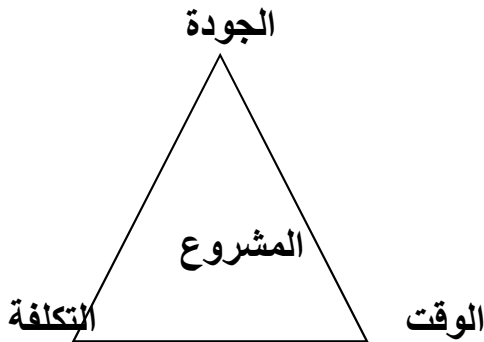 الجودة
المشروع
الوقت
التكلفة